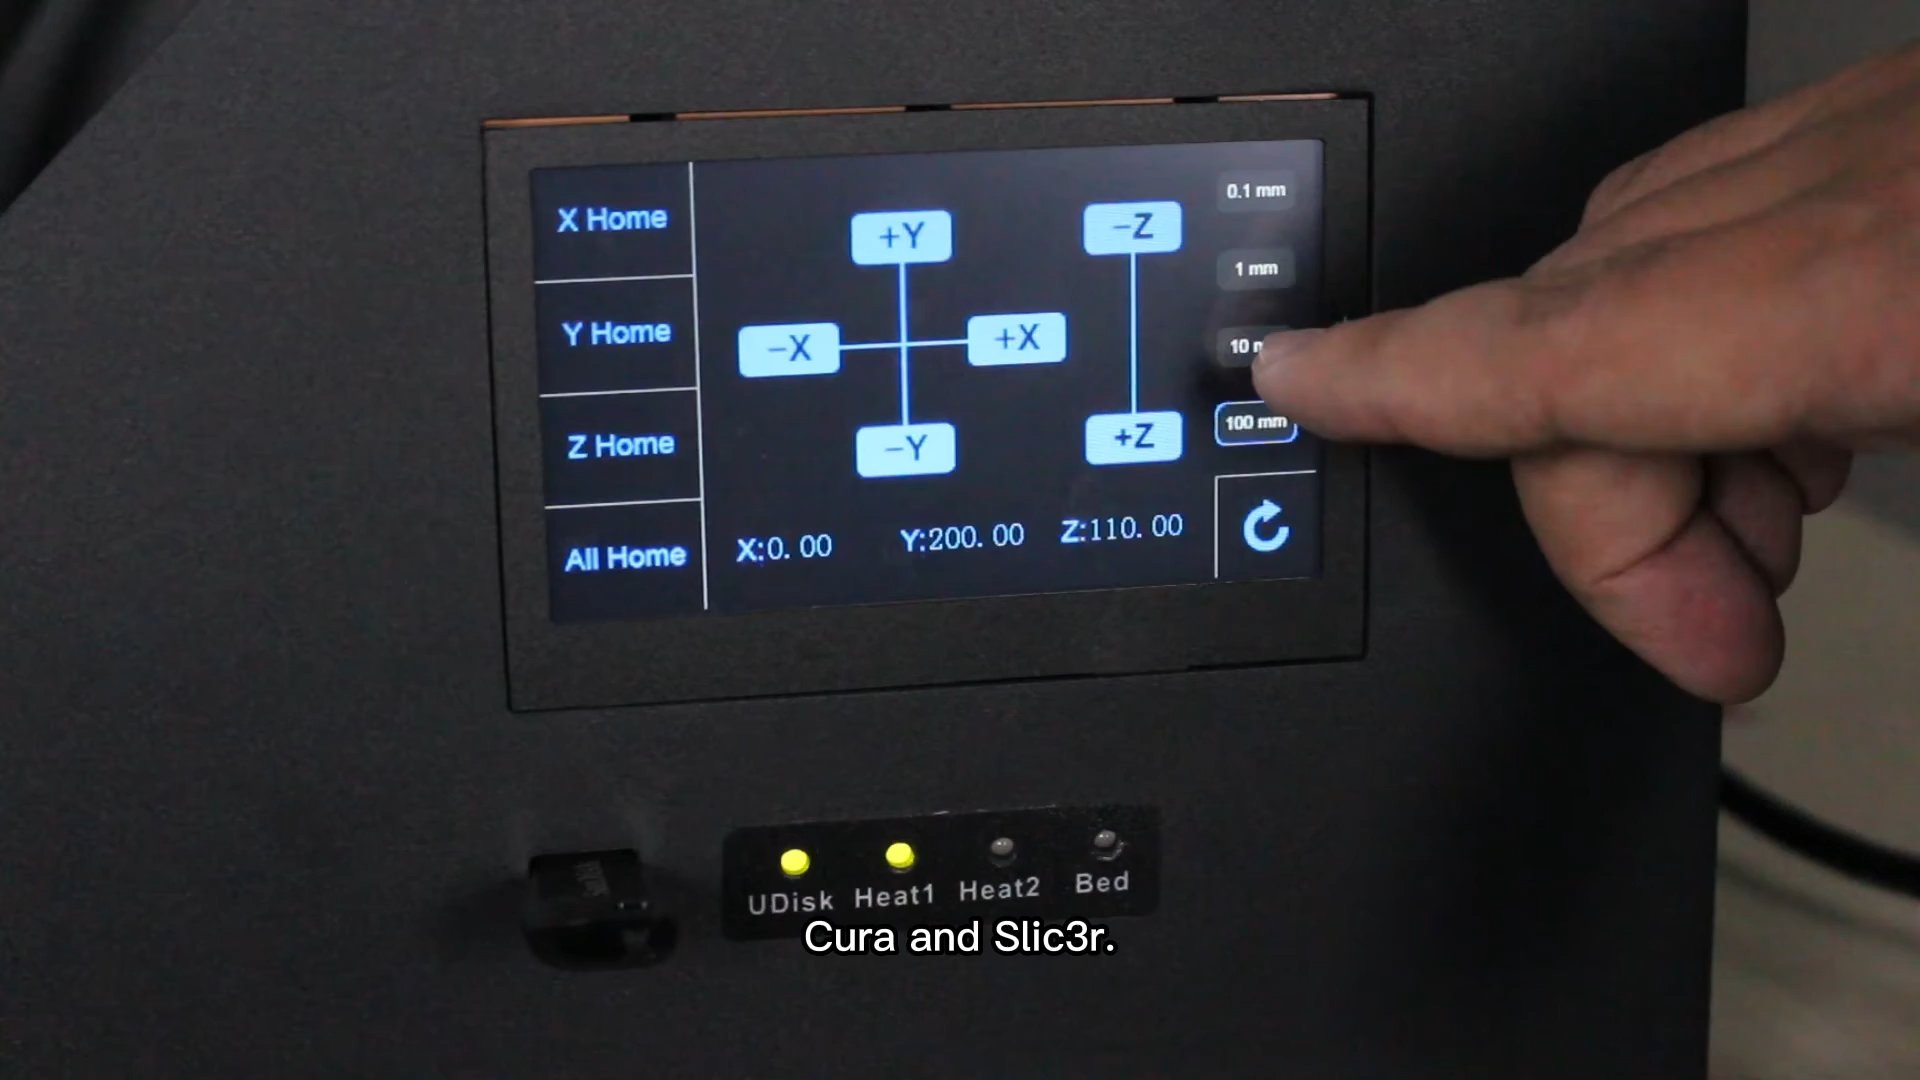 X Home
Y Home
Z Home
All Home
+Y
-X
+X
-Y
-Z
+Z
0.1 mm
1 mm
10
100 mm
X:0.00
Y:200.00
Z:110.00
UDisk
Heat1
Heat2
Bed
Cura and Slic3r.